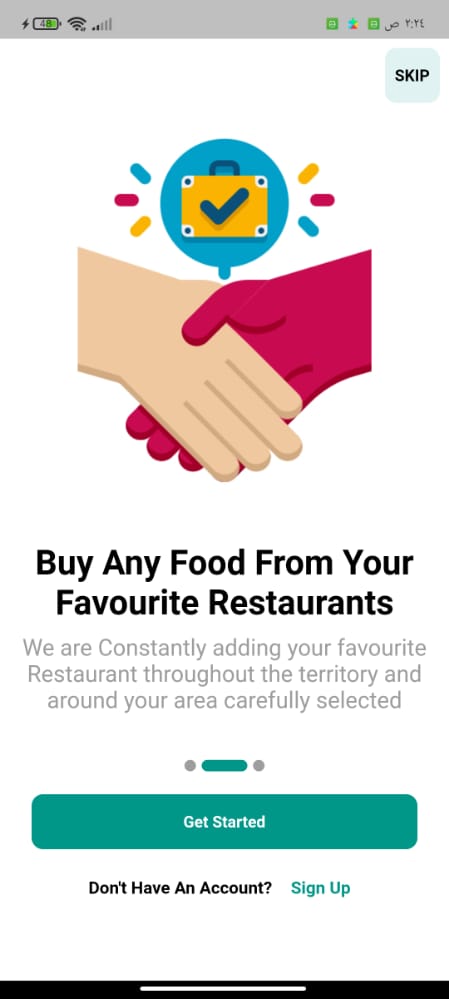 48
٢:٢٤ ص
SKIP
Buy Any Food From Your
Favourite Restaurants
We are Constantly adding your favourite
Restaurant throughout the territory and
around your area carefully selected
Get Started
Don't Have An Account? Sign Up